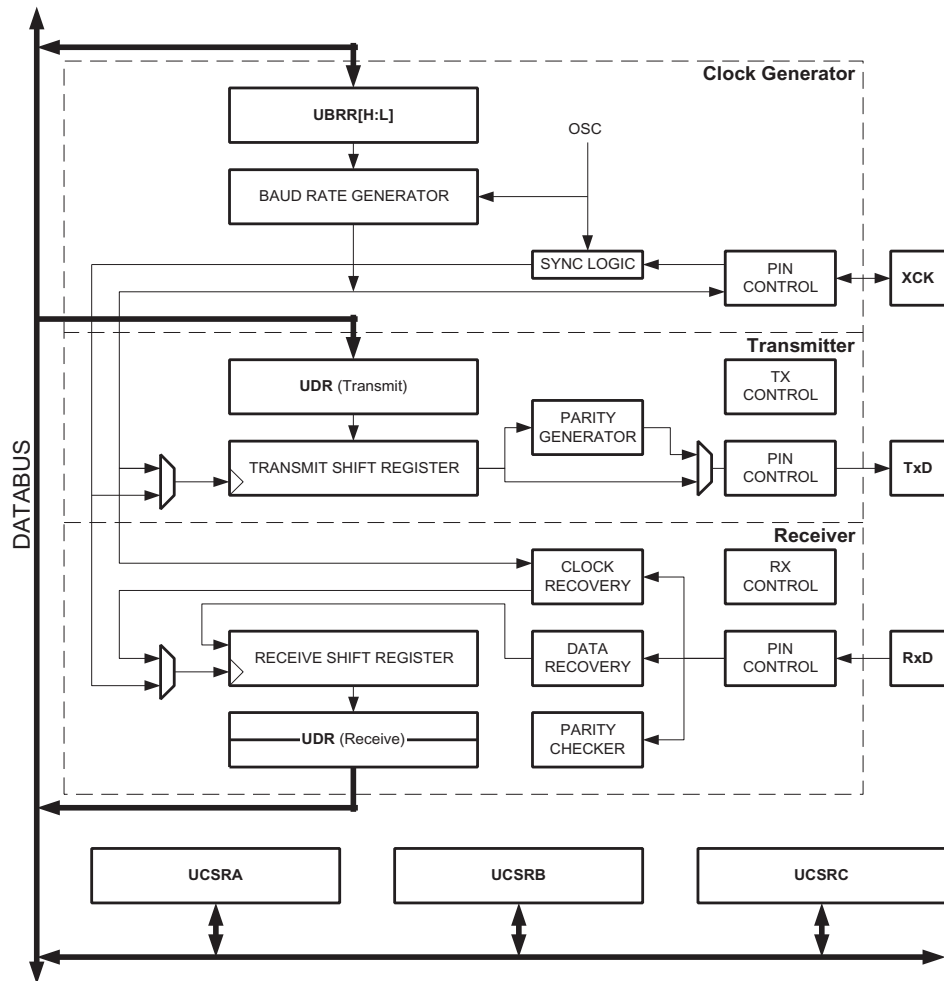 Clock Generator
UBRR[H:L]
OSC
BAUD RATE GENERATOR
SYNC LOGIC
PIN
CONTROL
XCK
Transmitter
UDR (Transmit)
TX
CONTROL
PARITY
GENERATOR
TRANSMIT SHIFT REGISTER
PIN
CONTROL
TxD
DATABUS
Receiver
CLOCK
RECOVERY
RX
CONTROL
RECEIVE SHIFT REGISTER
DATA
RECOVERY
PIN
CONTROL
RxD
UDR (Receive)
PARITY
CHECKER
UCSRA
UCSRB
UCSRC